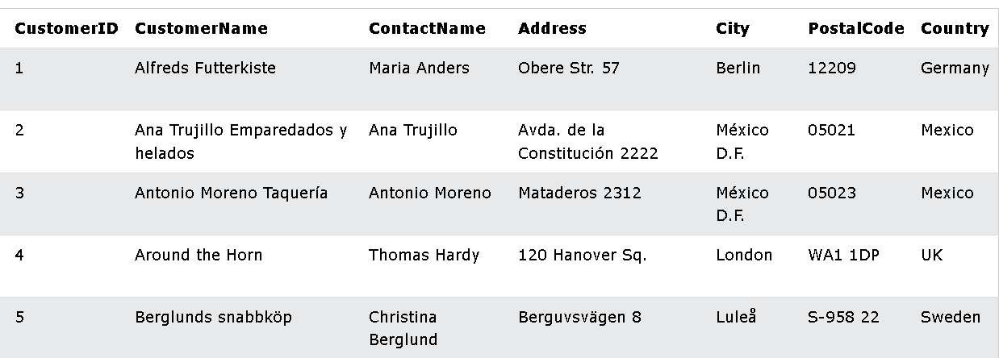 CustomerID CustomerName ContactName Address City PostalCode Country
1 Alfreds Futterkiste Maria Anders Obere Str. 57 Berlin 12209 Germany
2 Ana Trujillo Emparedados y Ana Trujillo Avda. de la México 05021 Mexico
helados Constitución 2222 D.F.
3 Antonio Moreno Taquería Antonio Moreno Mataderos 2312 México 05023 Mexico
D.F.
4 Around the Horn Thomas Hardy 120 Hanover Sq. London WA1 1DP UK
5 Berglunds snabbköp Christina Berguvsvägen 8 Luleå S-958 22 Sweden
Berglund